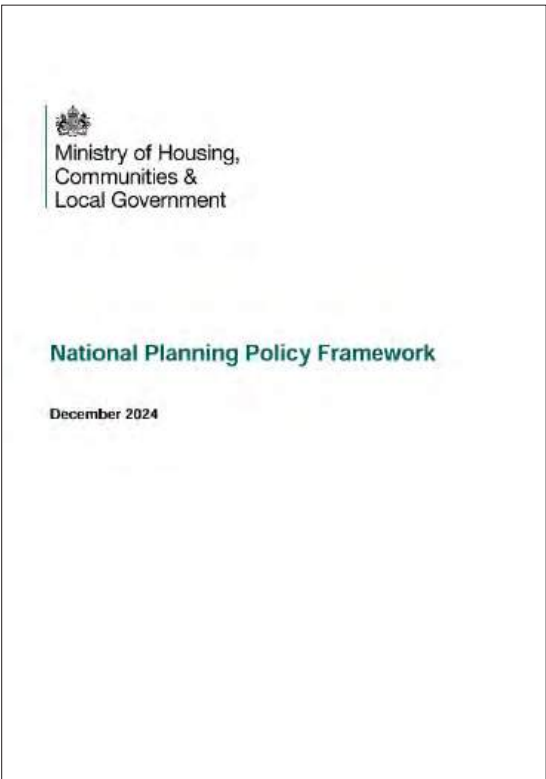 Ministry of Housing,
Communities &
Local Government
National Planning Policy Framework
December 2024